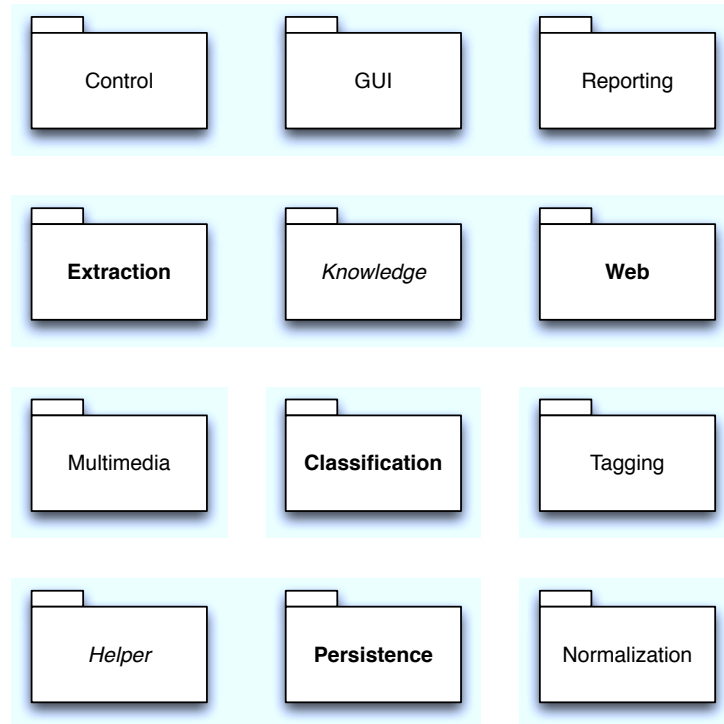 Control
GUI
Reporting
Extraction
Knowledge
Web
Multimedia
Classification
Tagging
Helper
Persistence
Normalization